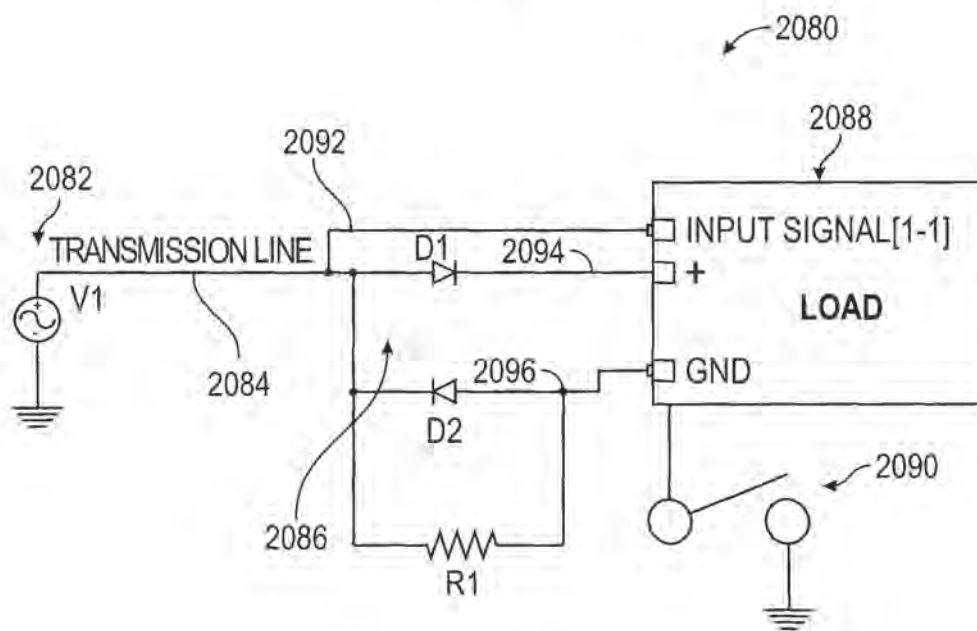 2080
2088
2092
2082
TRANSMISSION LINE
D1
2094
INPUT SIGNAL[1-1]
+
V1
LOAD
2084
2096
GND
D2
2090
2086
R1